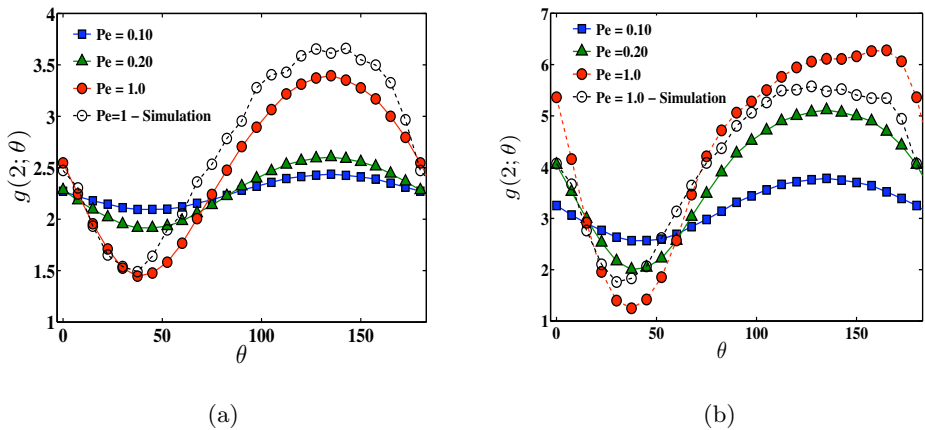 4
3.5
3
2.5
2
1.5
1
0
50
100
150
g(2; θ)
θ
Pe = 0.10
Pe = 0.20
Pe = 1.0
Pe=1 – Simulation
(a)
7
6
5
4
3
2
1
0
50
100
150
g(2; θ)
θ
Pe = 0.10
Pe =0.20
Pe =1.0
Pe = 1.0 – Simulation
(b)